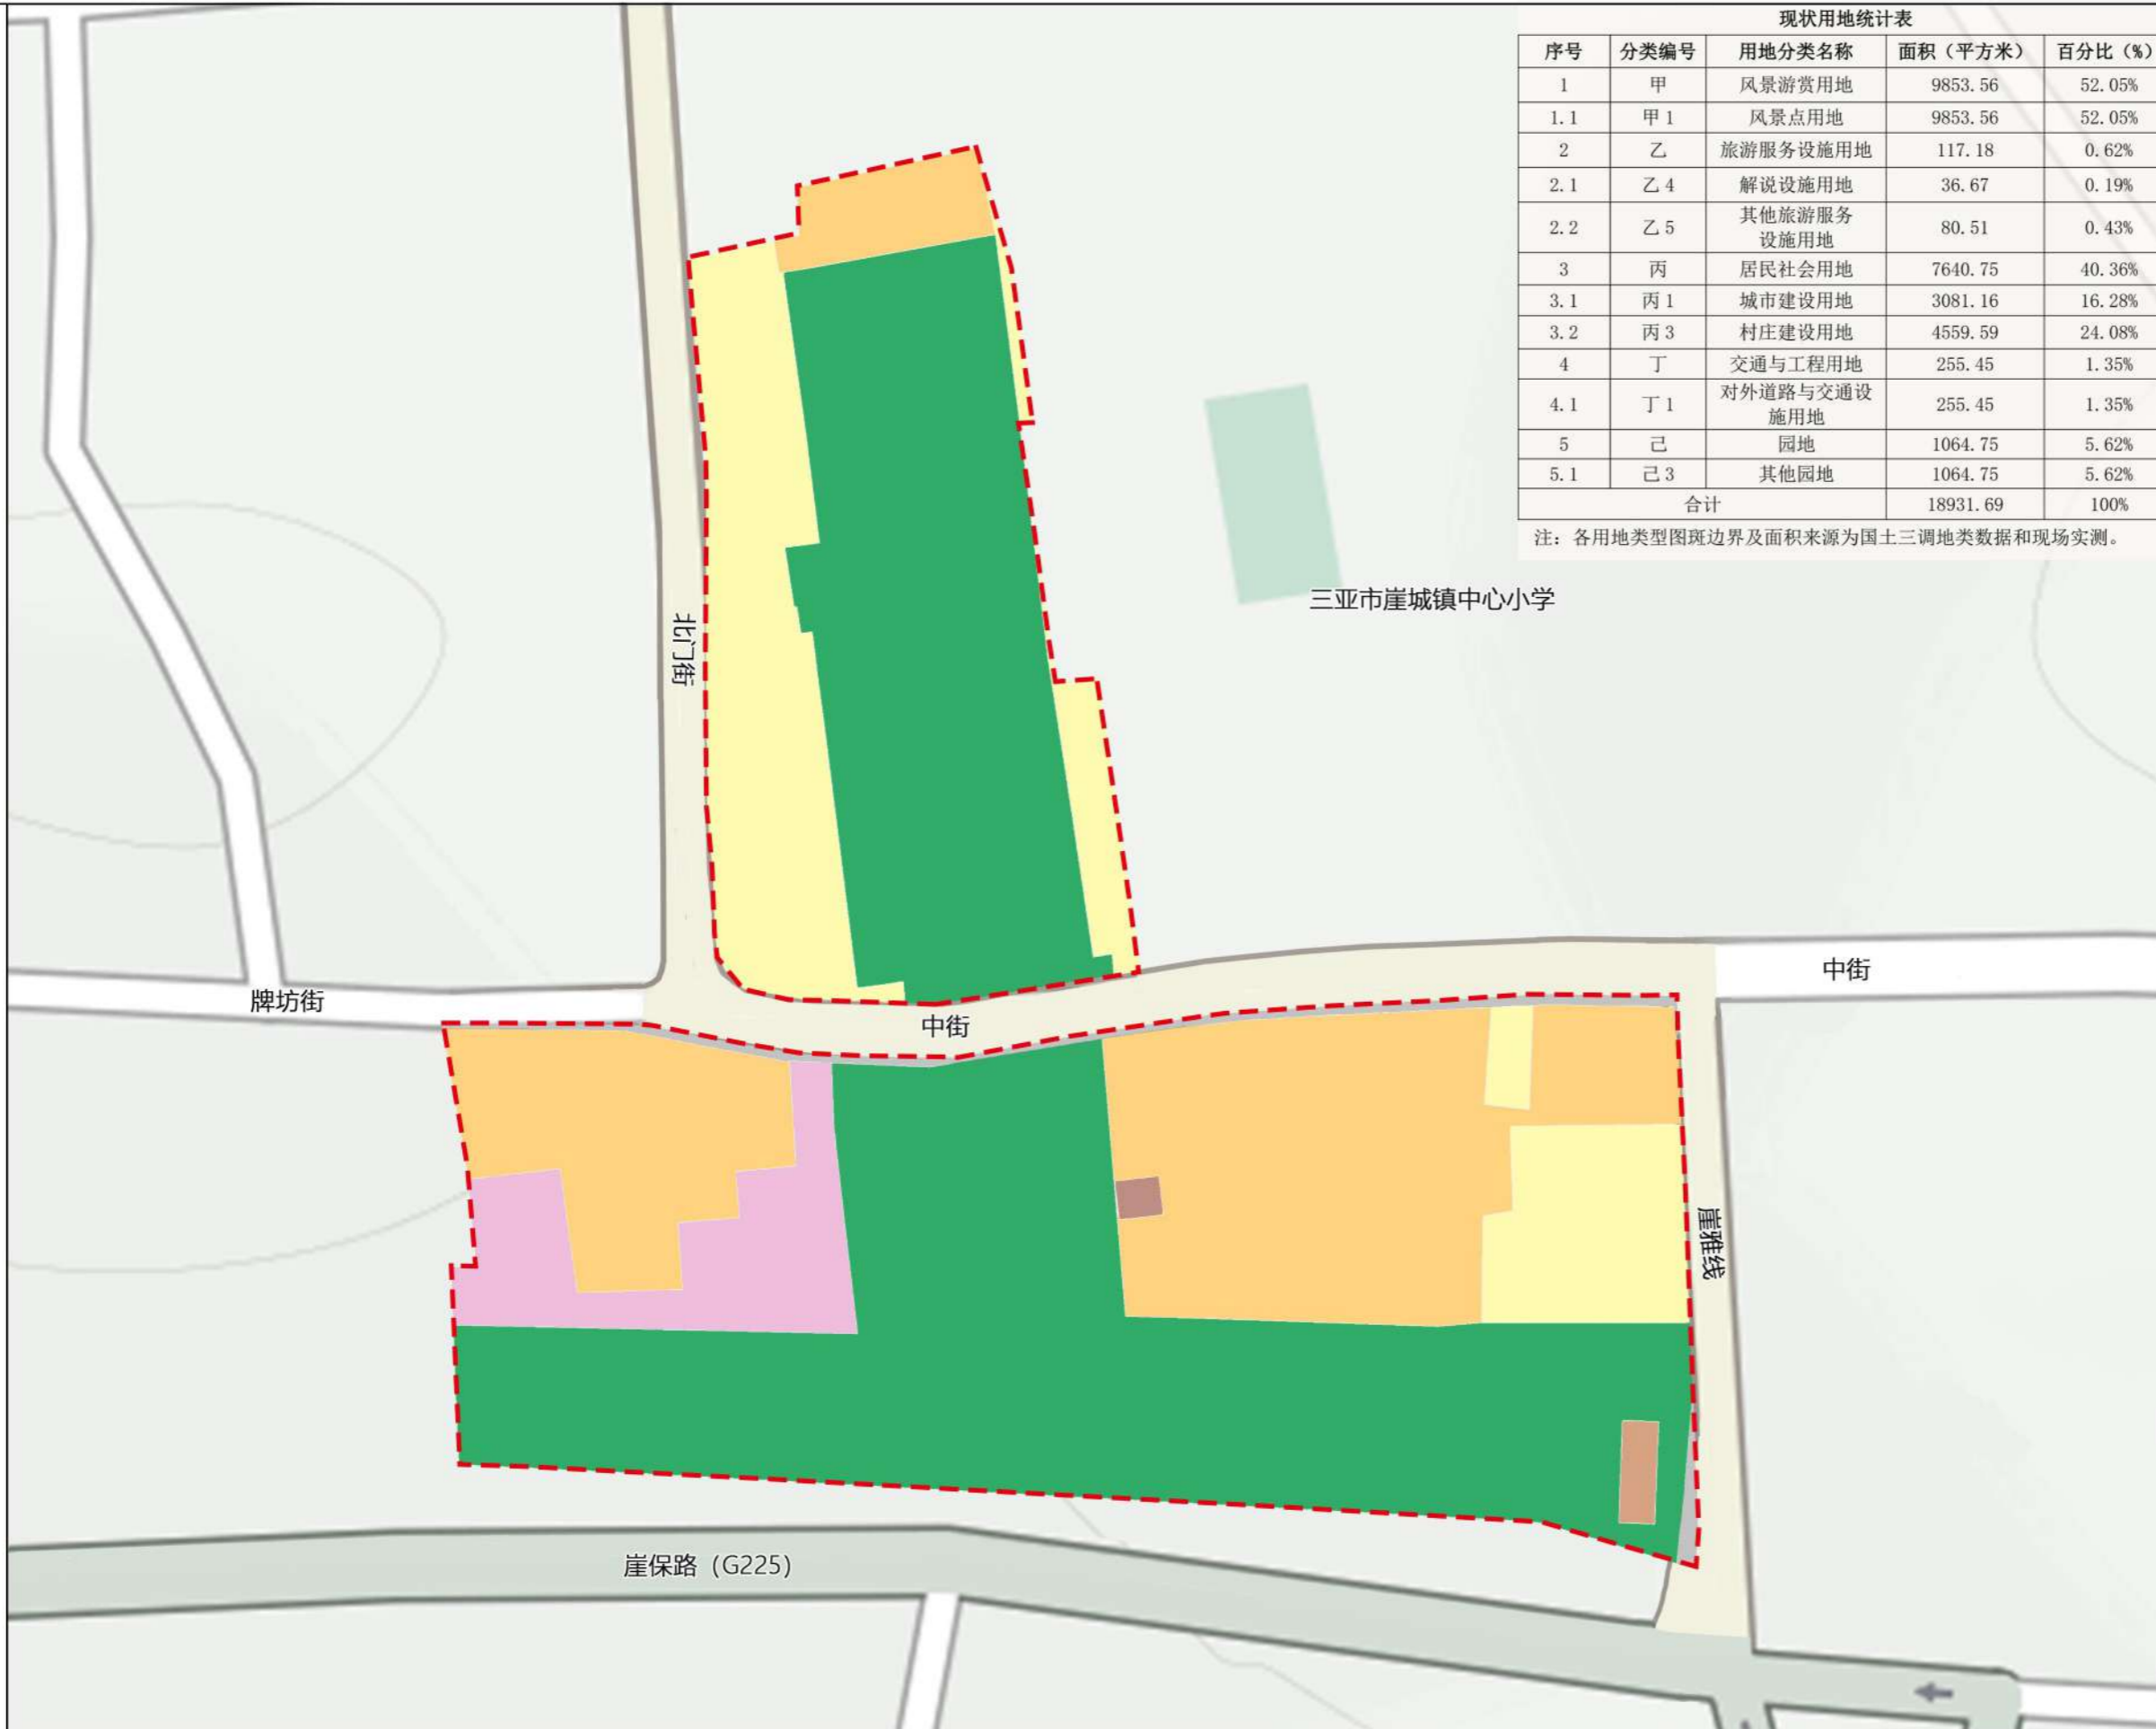 现状用地统计表
序号 分类编号 用地分类名称 面积（平方米） 百分比（%）
1 甲 风景游赏用地 9853.56 52.05%
1.1 甲1 风景点用地 9853.56 52.05%
2 乙 旅游服务设施用地 117.18 0.62%
2.1 乙4 解说设施用地 36.67 0.19%
2.2 乙5 其他旅游服务
设施用地 80.51 0.43%
3 丙 居民社会用地 7640.75 40.36%
3.1 丙1 城市建设用地 3081.16 16.28%
3.2 丙3 村庄建设用地 4559.59 24.08%
4 丁 交通与工程用地 255.45 1.35%
4.1 丁1 对外道路与交通设
施用地 255.45 1.35%
5 己 园地 1064.75 5.62%
5.1 己3 其他园地 1064.75 5.62%
合计 18931.69 100%
注：各用地类型图斑边界及面积来源为国土三调地类数据和现场实测。
三亚市崖城镇中心小学
北门街
中街
牌坊街
中街
崖雅线
崖保路（G225）